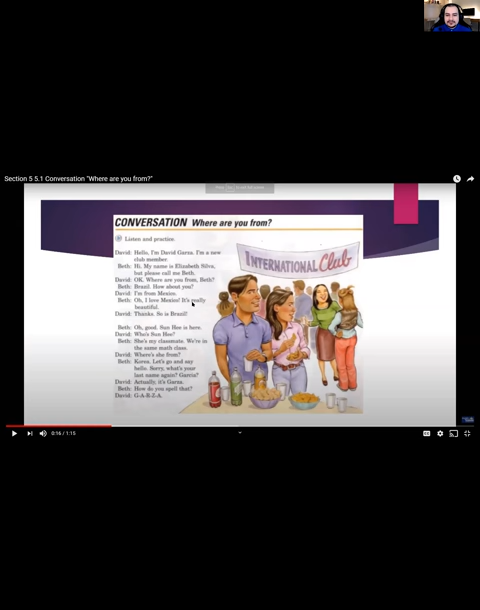 Section 5 5.1 Conversation "Where are you from?"
CONVERSATION Where are you from?
Listen and practice.
David: Hello, I'm David Garza. I'm a new
club member.
Beth: Hi. My name is Elizabeth Silva,
but please call me Beth.
David: OK. Where are you from, Beth?
Beth: Brazil. How about you?
David: I'm from Mexico.
Beth: Oh, I love Mexico! It's really
beautiful.
David: Thanks. So is Brazil!
Beth: Oh, good. Sun Hee is here.
David: Who's Sun Hee?
Beth: She's my classmate. We're in
the same math class.
David: Where's she from?
Beth: Korea. Let's go and say
hello. Sorry, what's your
last name again? Garcia?
David: Actually, it's Garza.
Beth: How do you spell that?
David: G-A-R-Z-A.
INTERNATIONAL Club
0:16 / 1:15